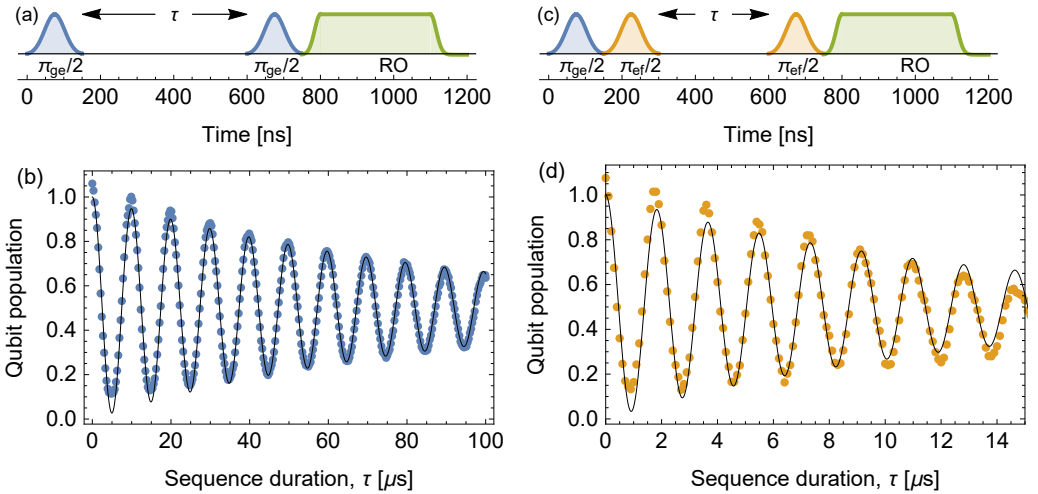 (a)
τ
π_ge/2
π_ge/2
RO
0 200 400 600 800 1000 1200
Time [ns]
(c)
τ
π_ge/2
π_ef/2
π_ef/2
RO
0 200 400 600 800 1000 1200
Time [ns]
(b)
Qubit population
1.0
0.8
0.6
0.4
0.2
0.0
0 20 40 60 80 100
Sequence duration, τ [μs]
(d)
Qubit population
1.0
0.8
0.6
0.4
0.2
0.0
0 2 4 6 8 10 12 14
Sequence duration, τ [μs]